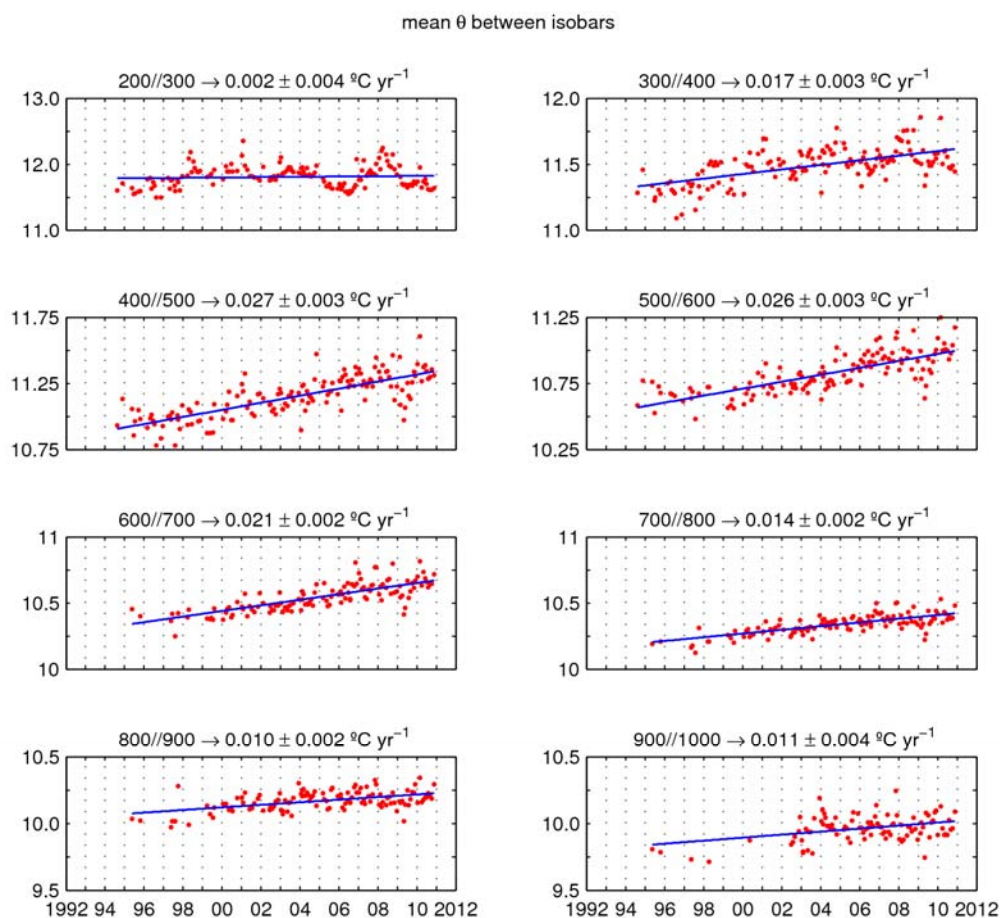 mean θ between isobars
200//300 → 0.002 ± 0.004 ºC yr⁻¹
13.0
12.0
11.0
300//400 → 0.017 ± 0.003 ºC yr⁻¹
12.0
11.5
11.0
400//500 → 0.027 ± 0.003 ºC yr⁻¹
11.75
11.25
10.75
500//600 → 0.026 ± 0.003 ºC yr⁻¹
11.25
10.75
10.25
600//700 → 0.021 ± 0.002 ºC yr⁻¹
11
10.5
10
700//800 → 0.014 ± 0.002 ºC yr⁻¹
11
10.5
10
800//900 → 0.010 ± 0.002 ºC yr⁻¹
10.5
10.0
9.5
1992 94 96 98 00 02 04 06 08 10 2012
900//1000 → 0.011 ± 0.004 ºC yr⁻¹
10.5
10.0
9.5
1992 94 96 98 00 02 04 06 08 10 2012